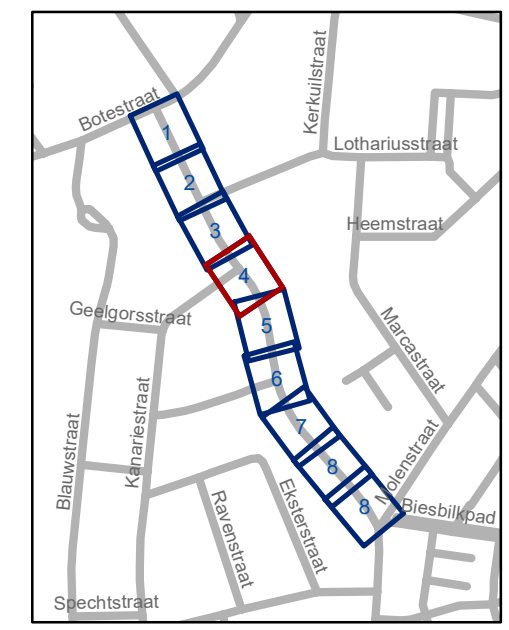 Botestraat
Kerkuilstraat
1
Lothariusstraat
2
Heemstraat
3
4
Geelgorsstraat
5
Marcastraat
6
Kanariestraat
Blauwstraat
7
Molenstraat
8
8
Biesbilkpad
Ravenstraat
Eksterstraat
Spechtstraat